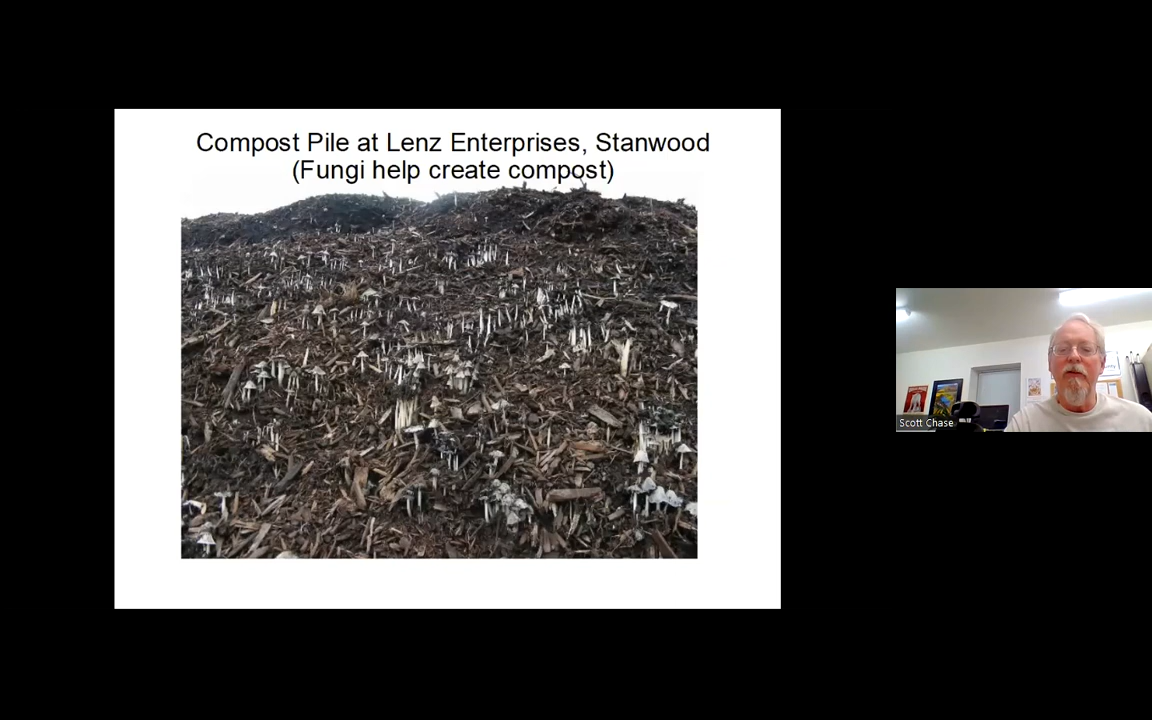 Compost Pile at Lenz Enterprises, Stanwood
(Fungi help create compost)
Scott Chase